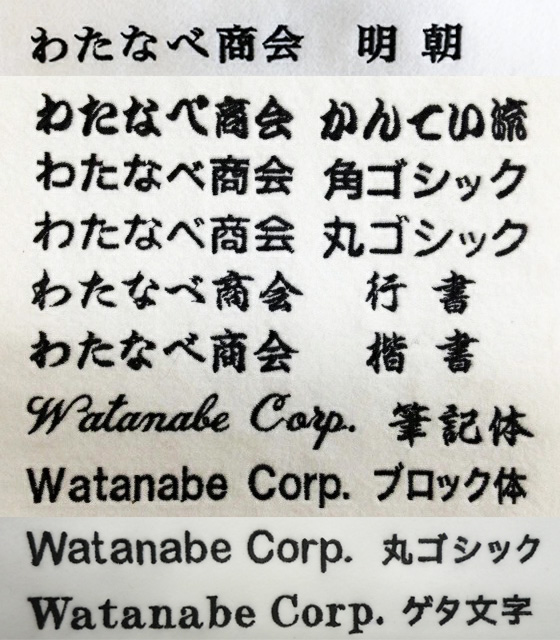 わたなべ商会 明朝
わたなべ商会 かんてい流
わたなべ商会 角ゴシック
わたなべ商会 丸ゴシック
わたなべ商会 行書
わたなべ商会 楷書
Watanabe Corp. 筆記体
Watanabe Corp. ブロック体
Watanabe Corp. 丸ゴシック
Watanabe Corp. ゲタ文字